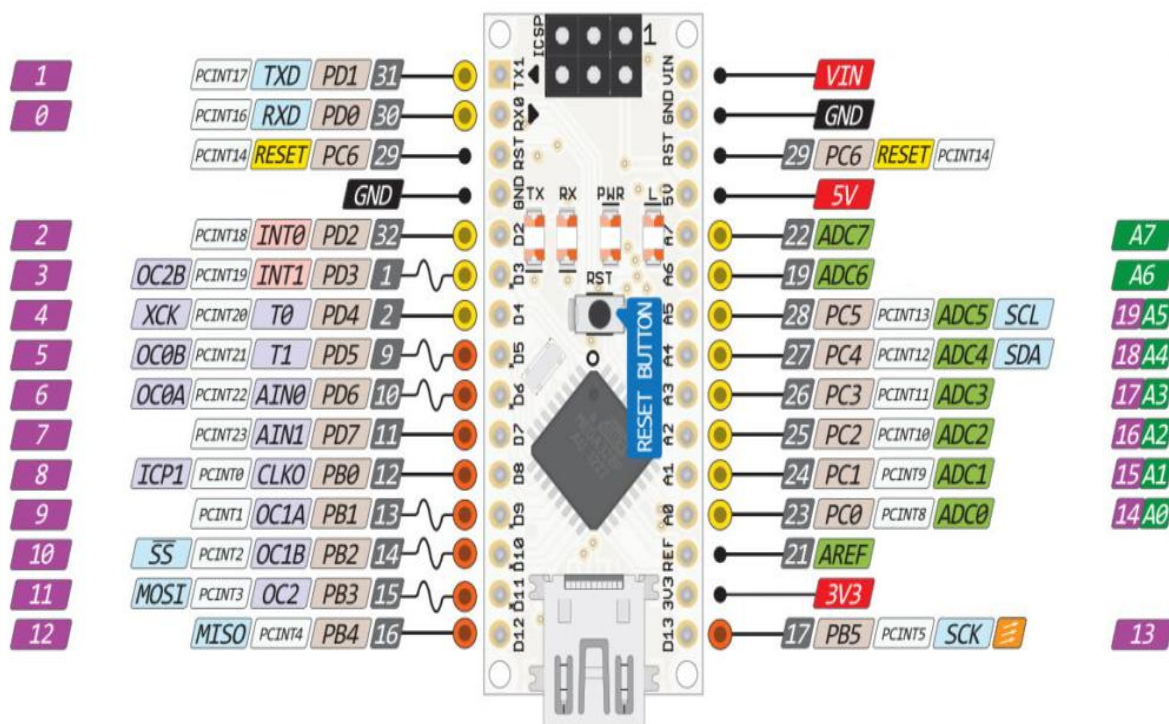 ICSP 1
1 PCINT17 TXD PD1 31 TX1 VIN VIN
0 PCINT16 RXD PD0 30 RX0 GND GND
PCINT14 RESET PC6 29 RST RST 29 PC6 RESET PCINT14
GND GND 5V 5V
TX RX PWR L
2 PCINT18 INT0 PD2 32 D2 A7 22 ADC7 A7
3 OC2B PCINT19 INT1 PD3 1 D3 A6 19 ADC6 A6
RST
4 XCK PCINT20 T0 PD4 2 D4 A5 28 PC5 PCINT13 ADC5 SCL 19 A5
5 OC0B PCINT21 T1 PD5 9 D5 A4 27 PC4 PCINT12 ADC4 SDA 18 A4
6 OC0A PCINT22 AIN0 PD6 10 D6 A3 26 PC3 PCINT11 ADC3 17 A3
RESET BUTTON
7 PCINT23 AIN1 PD7 11 D7 A2 25 PC2 PCINT10 ADC2 16 A2
8 ICP1 PCINT0 CLKO PB0 12 D8 A1 24 PC1 PCINT9 ADC1 15 A1
9 PCINT1 OC1A PB1 13 D9 A0 23 PC0 PCINT8 ADC0 14 A0
10 SS PCINT2 OC1B PB2 14 D10 REF 21 AREF
11 MOSI PCINT3 OC2 PB3 15 D11 3V3 3V3
12 MISO PCINT4 PB4 16 D12 D13 17 PB5 PCINT5 SCK 13